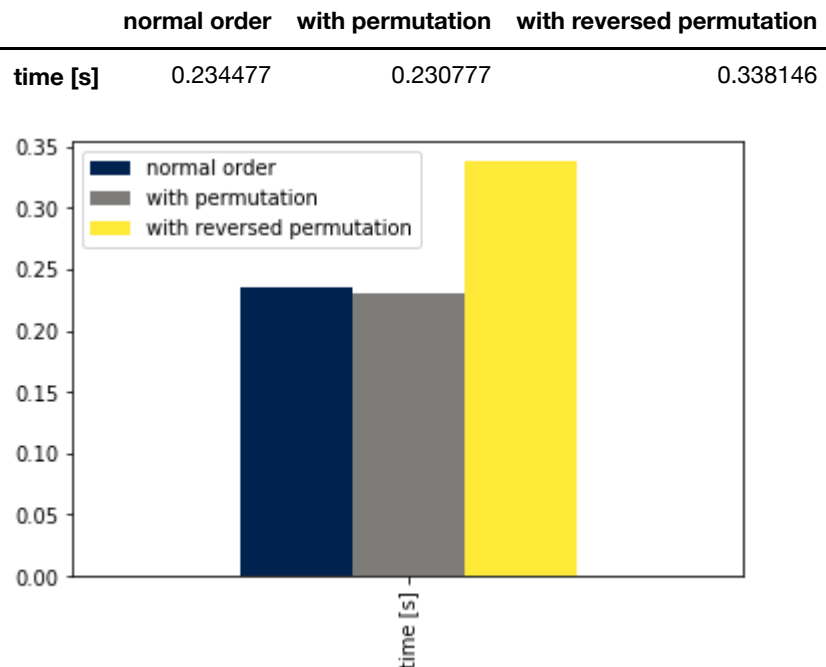 normal order with permutation with reversed permutation
time [s] 0.234477 0.230777 0.338146
0.35
normal order
with permutation
with reversed permutation
0.30
0.25
0.20
0.15
0.10
0.05
0.00
time [s]